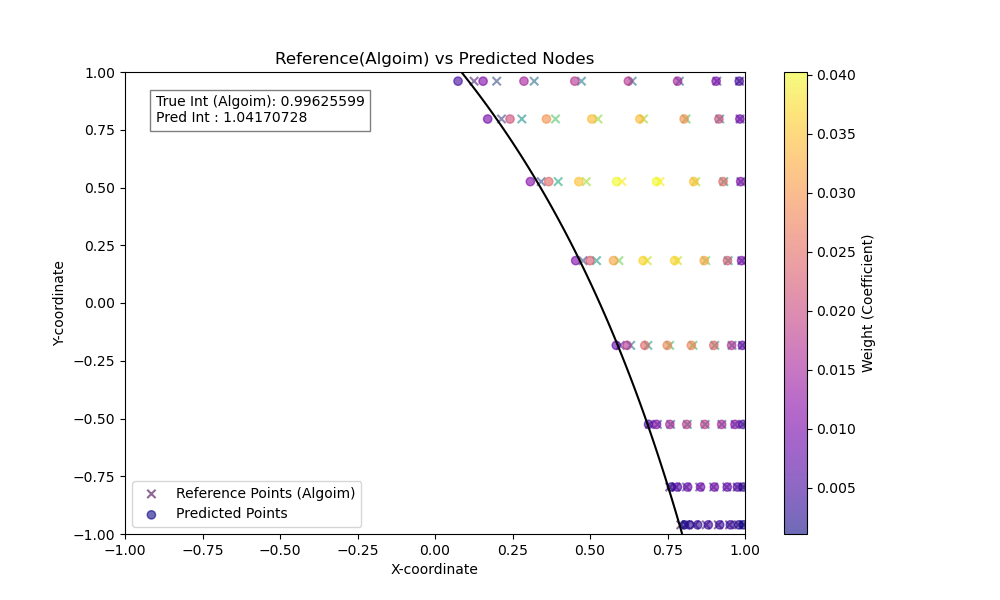 Reference(Algoim) vs Predicted Nodes
True Int (Algoim): 0.99625599
Pred Int : 1.04170728
1.00
0.75
0.50
0.25
0.00
−0.25
−0.50
−0.75
−1.00
Y-coordinate
Reference Points (Algoim)
Predicted Points
−1.00 −0.75 −0.50 −0.25 0.00 0.25 0.50 0.75 1.00
X-coordinate
0.040
0.035
0.030
0.025
0.020
0.015
0.010
0.005
Weight (Coefficient)